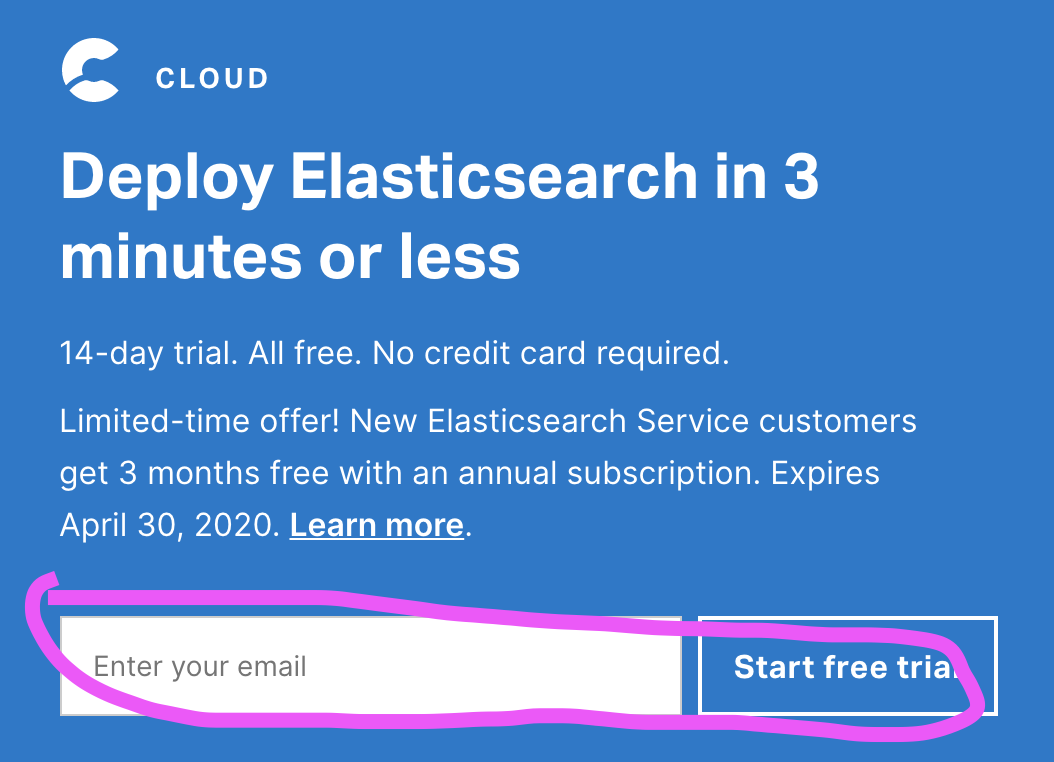 CLOUD
Deploy Elasticsearch in 3
minutes or less
14-day trial. All free. No credit card required.
Limited-time offer! New Elasticsearch Service customers
get 3 months free with an annual subscription. Expires
April 30, 2020. Learn more.
Enter your email
Start free trial